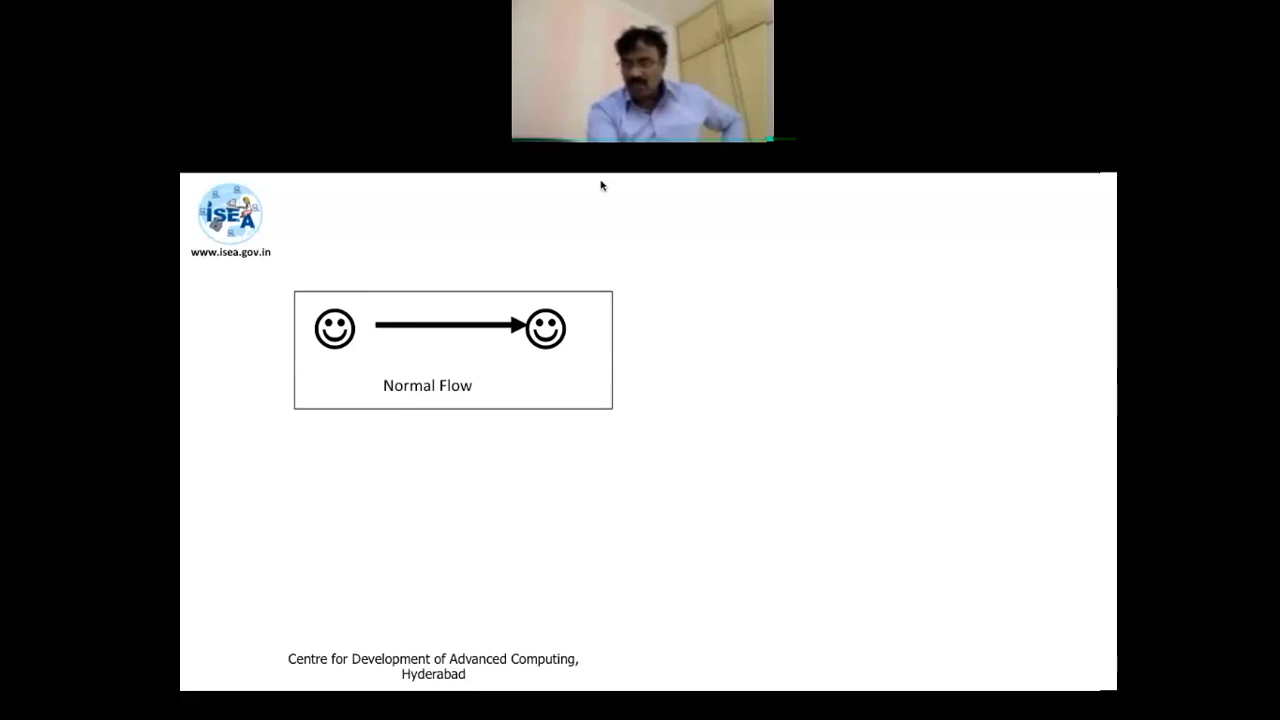 iSEA
www.isea.gov.in
Normal Flow
Centre for Development of Advanced Computing,
Hyderabad